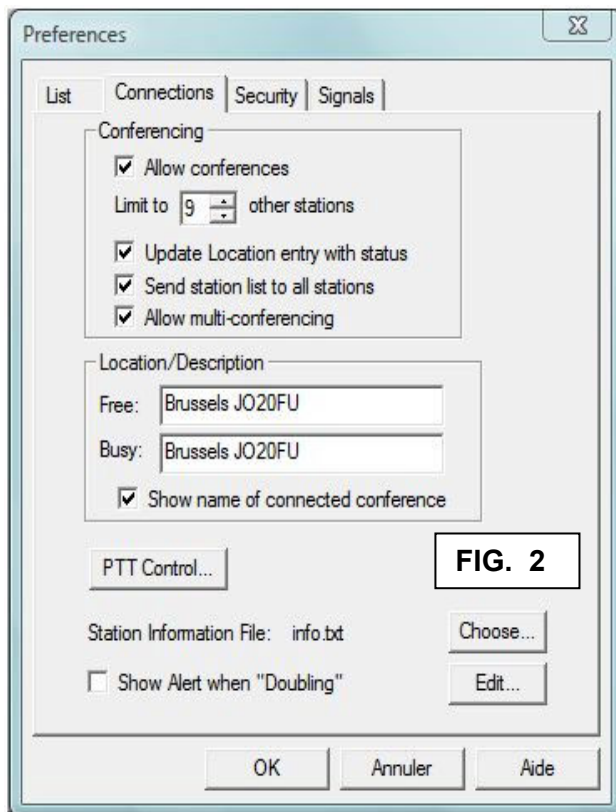 Preferences
List Connections Security Signals
Conferencing
Allow conferences
Limit to 9 other stations
Update Location entry with status
Send station list to all stations
Allow multi-conferencing
Location/Description
Free: Brussels JO20FU
Busy: Brussels JO20FU
Show name of connected conference
PTT Control...
FIG. 2
Station Information File: info.txt Choose...
Show Alert when "Doubling" Edit...
OK Annuler Aide